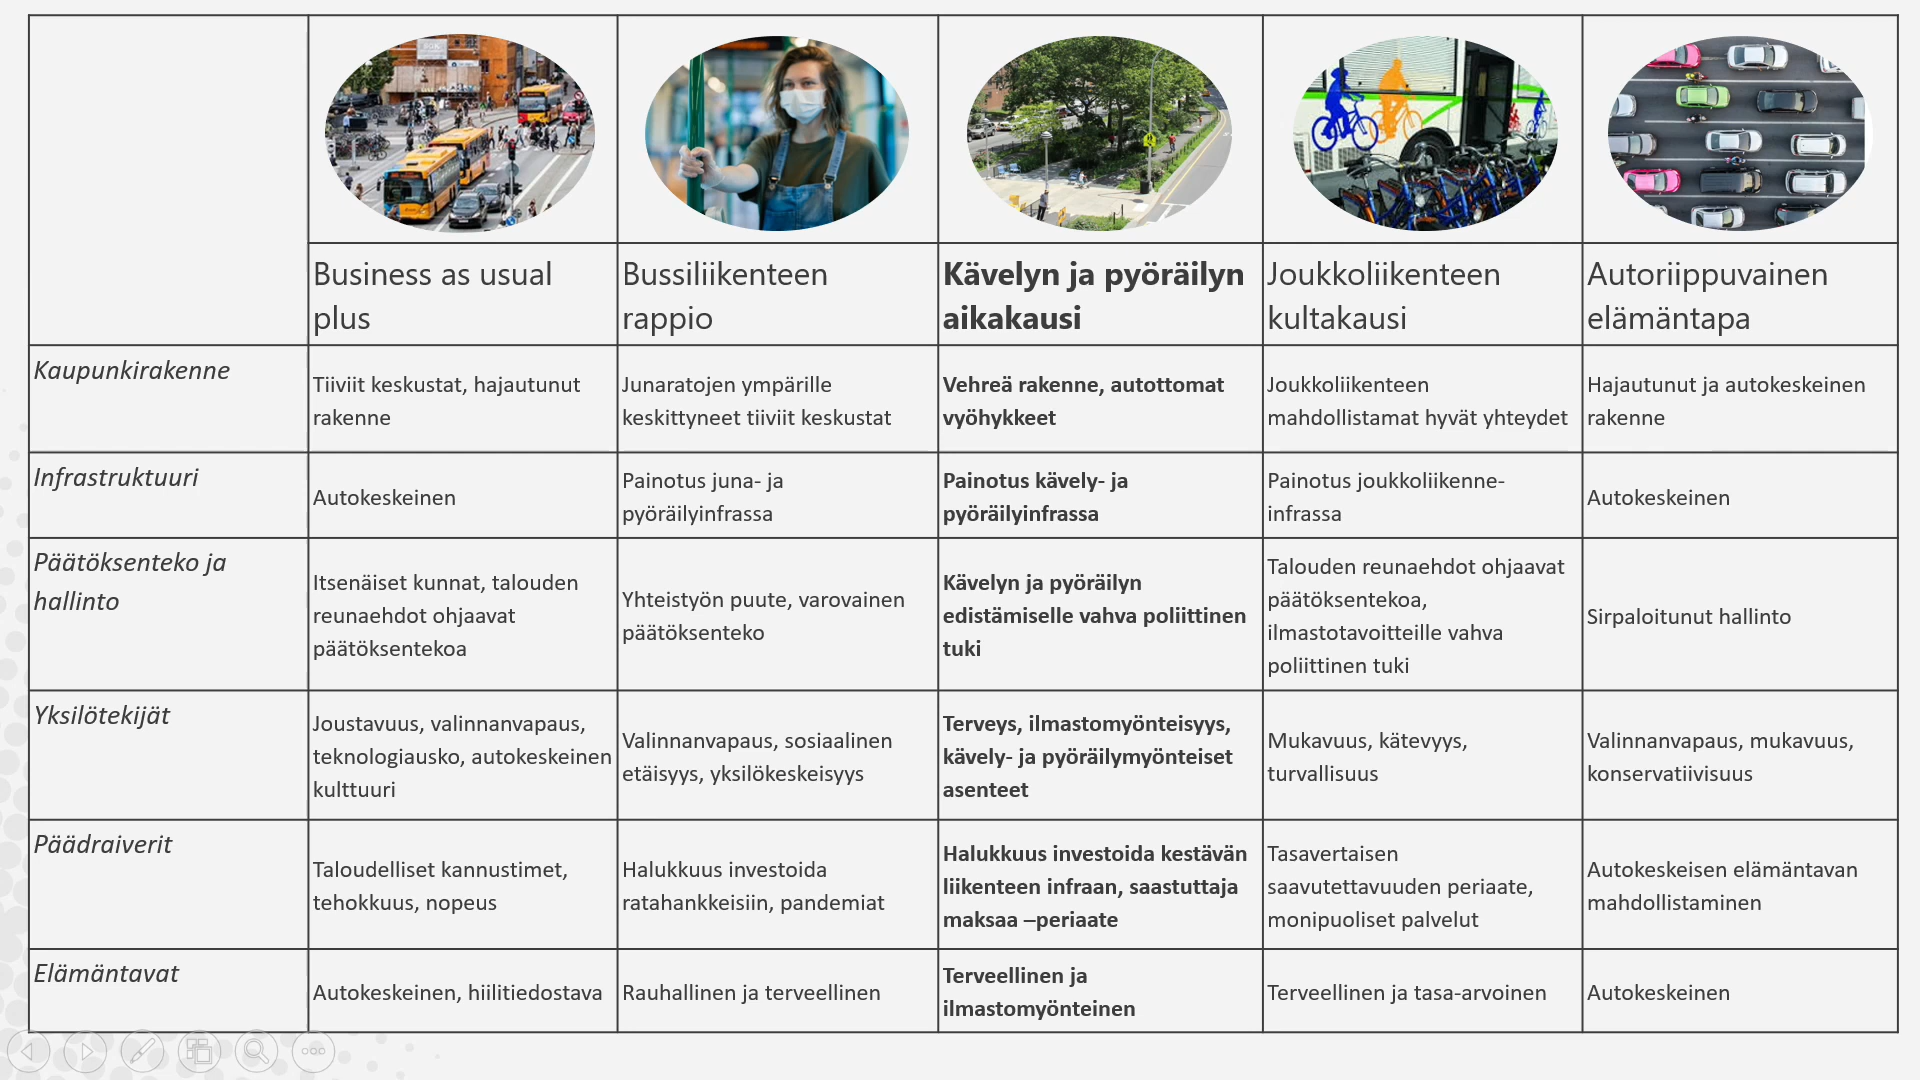 Business as usual
plus
Bussiliikenteen
rappio
Kävelyn ja pyöräilyn
aikakausi
Joukkoliikenteen
kultakausi
Autoriippuvainen
elämäntapa
Kaupunkirakenne
Tiiviit keskustat, hajautunut
rakenne
Junaratojen ympärille
keskittyneet tiiviit keskustat
Vehreä rakenne, autottomat
vyöhykkeet
Joukkoliikenteen
mahdollistamat hyvät yhteydet
Hajautunut ja autokeskeinen
rakenne
Infrastruktuuri
Autokeskeinen
Painotus juna- ja
pyöräilyinfrassa
Painotus kävely- ja
pyöräilyinfrassa
Painotus joukkoliikenne-
infrassa
Autokeskeinen
Päätöksenteko ja
hallinto
Itsenäiset kunnat, talouden
reunaehdot ohjaavat
päätöksentekoa
Yhteistyön puute, varovainen
päätöksenteko
Kävelyn ja pyöräilyn
edistämiselle vahva poliittinen
tuki
Talouden reunaehdot ohjaavat
päätöksentekoa,
ilmastotavoitteille vahva
poliittinen tuki
Sirpaloitunut hallinto
Yksilötekijät
Joustavuus, valinnanvapaus,
teknologiausko, autokeskeinen
kulttuuri
Valinnanvapaus, sosiaalinen
etäisyys, yksilökeskeisyys
Terveys, ilmastomyönteisyys,
kävely- ja pyöräilymyönteiset
asenteet
Mukavuus, kätevyys,
turvallisuus
Valinnanvapaus, mukavuus,
konservatiivisuus
Päädraiverit
Taloudelliset kannustimet,
tehokkuus, nopeus
Halukkuus investoida
ratahankkeisiin, pandemiat
Halukkuus investoida kestävän
liikenteen infraan, saastuttaja
maksaa –periaate
Tasavertaisen
saavutettavuuden periaate,
monipuoliset palvelut
Autokeskeisen elämäntavan
mahdollistaminen
Elämäntavat
Autokeskeinen, hiilitiedostava
Rauhallinen ja terveellinen
Terveellinen ja
ilmastomyönteinen
Terveellinen ja tasa-arvoinen
Autokeskeinen